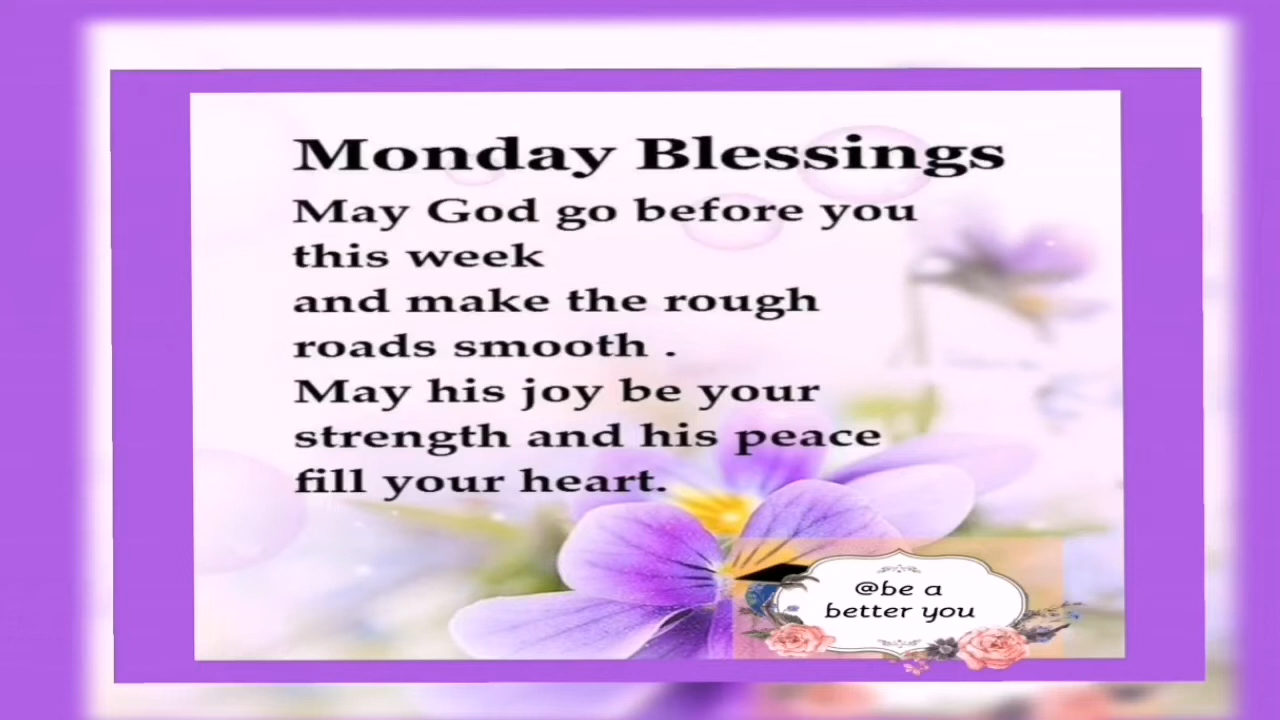 Monday Blessings
May God go before you
this week
and make the rough
roads smooth .
May his joy be your
strength and his peace
fill your heart.
@be a
better you